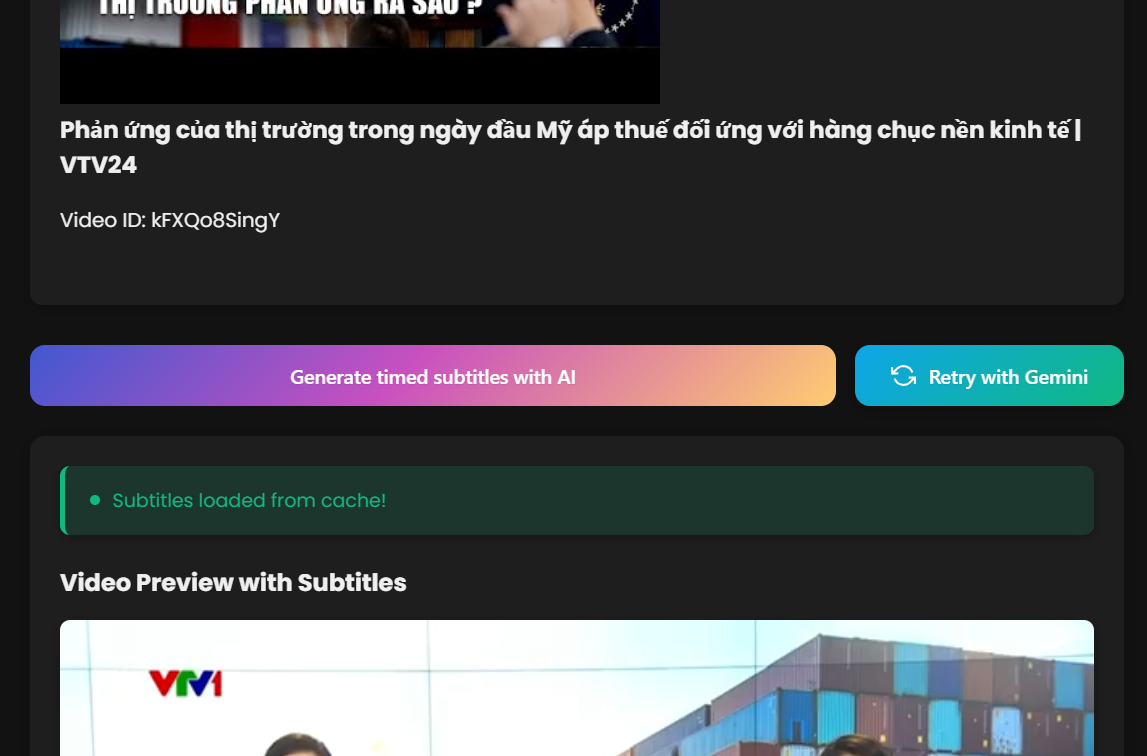 THỊ TRƯỜNG PHẢN ỨNG RA SAO ?
Phản ứng của thị trường trong ngày đầu Mỹ áp thuế đối ứng với hàng chục nền kinh tế |
VTV24
Video ID: kFXQo8SingY
Generate timed subtitles with AI
Retry with Gemini
Subtitles loaded from cache!
Video Preview with Subtitles
VTV1